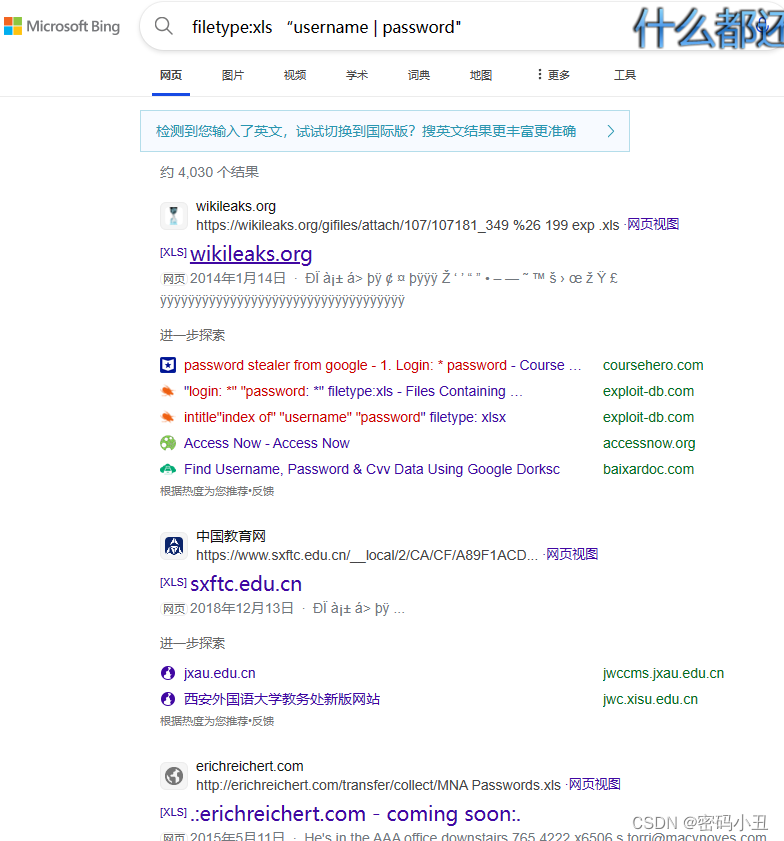 Microsoft Bing
filetype:xls “username | password"
什么都还
网页 图片 视频 学术 词典 地图 更多 工具
检测到您输入了英文，试试切换到国际版？搜英文结果更丰富更准确
约 4,030 个结果
wikileaks.org
https://wikileaks.org/gifiles/attach/107/107181_349 %26 199 exp .xls ·网页视图
[XLS] wikileaks.org
网页 2014年1月14日 · ÐÏ à¡± á> þÿ ¢ ¤ þÿÿÿ Ž ‘ ’ “ ” • – — ˜ ™ š › œ ž Ÿ £
进一步探索
password stealer from google - 1. Login: * password - Course … coursehero.com
"login: *" "password: *" filetype:xls - Files Containing … exploit-db.com
intitle"index of" "username" "password" filetype: xlsx exploit-db.com
Access Now - Access Now accessnow.org
Find Username, Password & Cvv Data Using Google Dorksc baixardoc.com
根据热度为您推荐•反馈
中国教育网
https://www.sxftc.edu.cn/__local/2/CA/CF/A89F1ACD... ·网页视图
[XLS] sxftc.edu.cn
网页 2018年12月13日 · ÐÏ à¡± á> þÿ ...
进一步探索
jxau.edu.cn jwccms.jxau.edu.cn
西安外国语大学教务处新版网站 jwc.xisu.edu.cn
根据热度为您推荐•反馈
erichreichert.com
http://erichreichert.com/transfer/collect/MNA Passwords.xls ·网页视图
[XLS] .:erichreichert.com - coming soon:.
网页 2015年5月11日 · He's in the AAA office downstairs 765 4222 x6506 s torri@macynoyes.com
CSDN @密码小丑